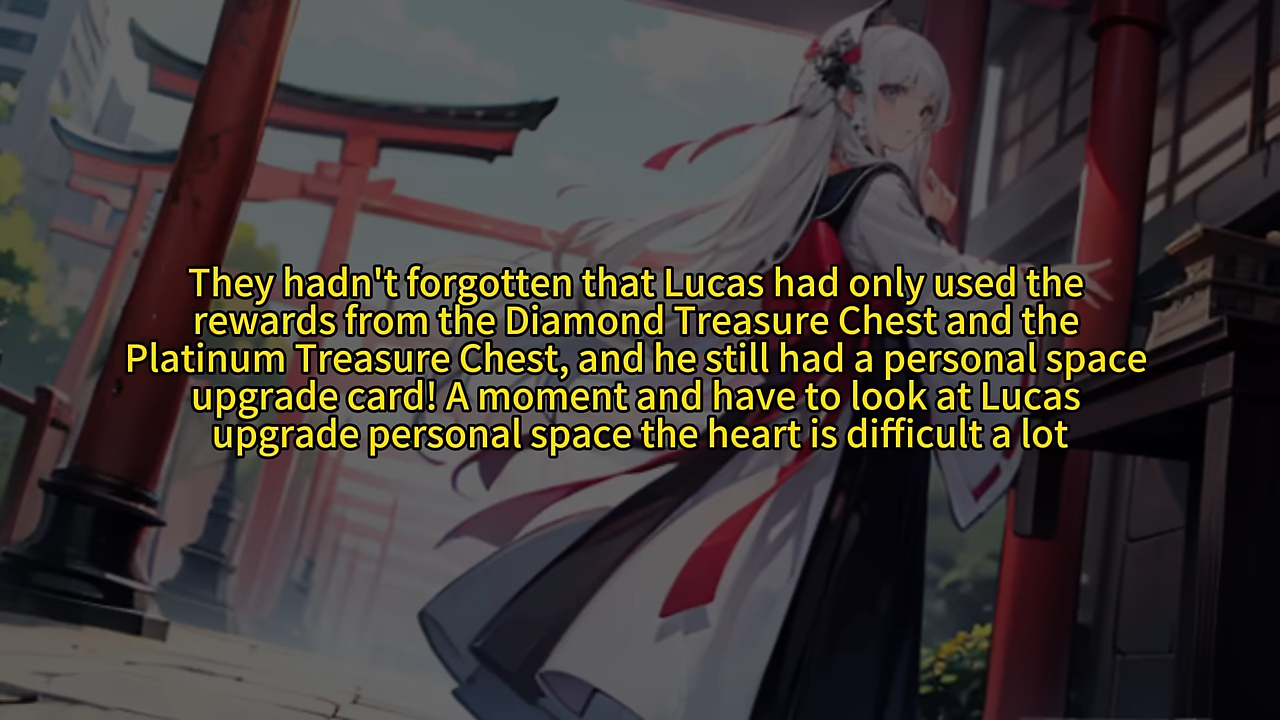 They hadn't forgotten that Lucas had only used the
rewards from the Diamond Treasure Chest and the
Platinum Treasure Chest, and he still had a personal space
upgrade card! A moment and have to look at Lucas
upgrade personal space the heart is difficult a lot